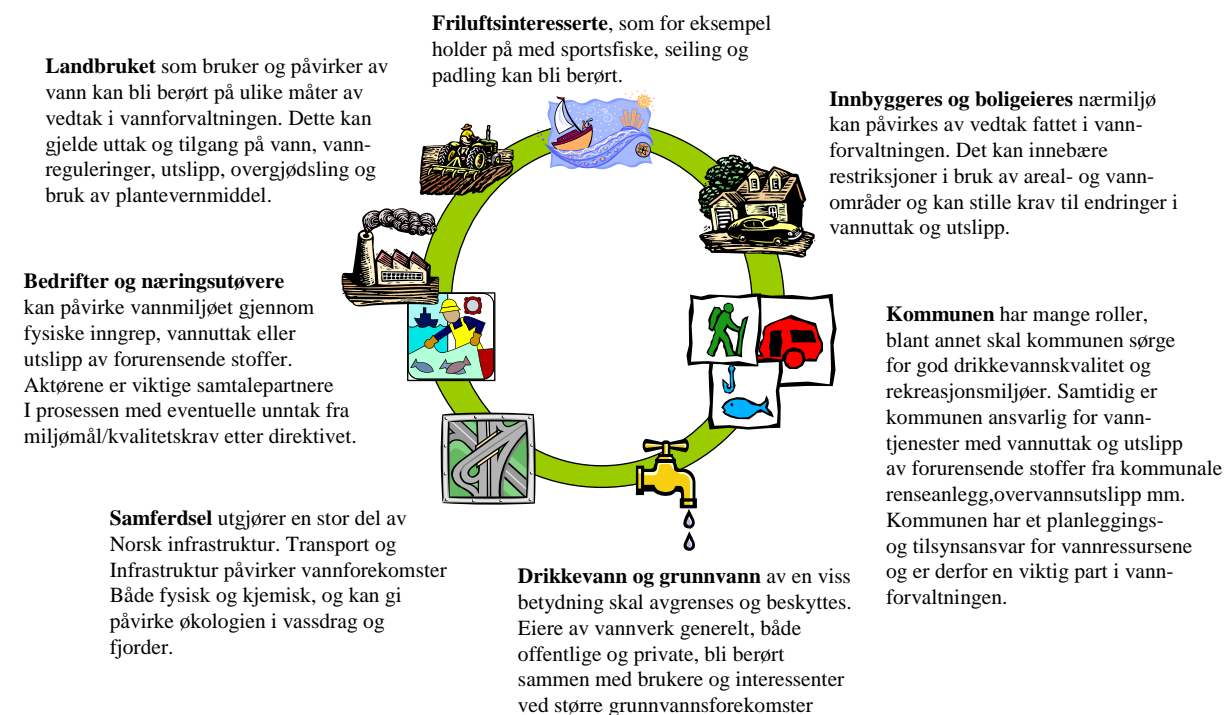 Friluftsinteresserte, som for eksempel
holder på med sportsfiske, seiling og
padling kan bli berørt.
Landbruket som bruker og påvirker av
vann kan bli berørt på ulike måter av
vedtak i vannforvaltningen. Dette kan
gjelde uttak og tilgang på vann, vann-
reguleringer, utslipp, overgjødsling og
bruk av plantevernmiddel.
Innbyggeres og boligeieres nærmiljø
kan påvirkes av vedtak fattet i vann-
forvaltningen. Det kan innebære
restriksjoner i bruk av areal- og vann-
områder og kan stille krav til endringer i
vannuttak og utslipp.
Bedrifter og næringsutøvere
kan påvirke vannmiljøet gjennom
fysiske inngrep, vannuttak eller
utslipp av forurensende stoffer.
Aktørene er viktige samtalepartnere
I prosessen med eventuelle unntak fra
miljømål/kvalitetskrav etter direktivet.
Kommunen har mange roller,
blant annet skal kommunen sørge
for god drikkevannskvalitet og
rekreasjonsmiljøer. Samtidig er
kommunen ansvarlig for vann-
tjenester med vannuttak og utslipp
av forurensende stoffer fra kommunale
renseanlegg,overvannsutslipp mm.
Kommunen har et planleggings-
og tilsynsansvar for vannressursene
og er derfor en viktig part i vann-
forvaltningen.
Samferdsel utgjører en stor del av
Norsk infrastruktur. Transport og
Infrastruktur påvirker vannforekomster
Både fysisk og kjemisk, og kan gi
påvirke økologien i vassdrag og
fjorder.
Drikkevann og grunnvann av en viss
betydning skal avgrenses og beskyttes.
Eiere av vannverk generelt, både
offentlige og private, bli berørt
sammen med brukere og interessenter
ved større grunnvannsforekomster